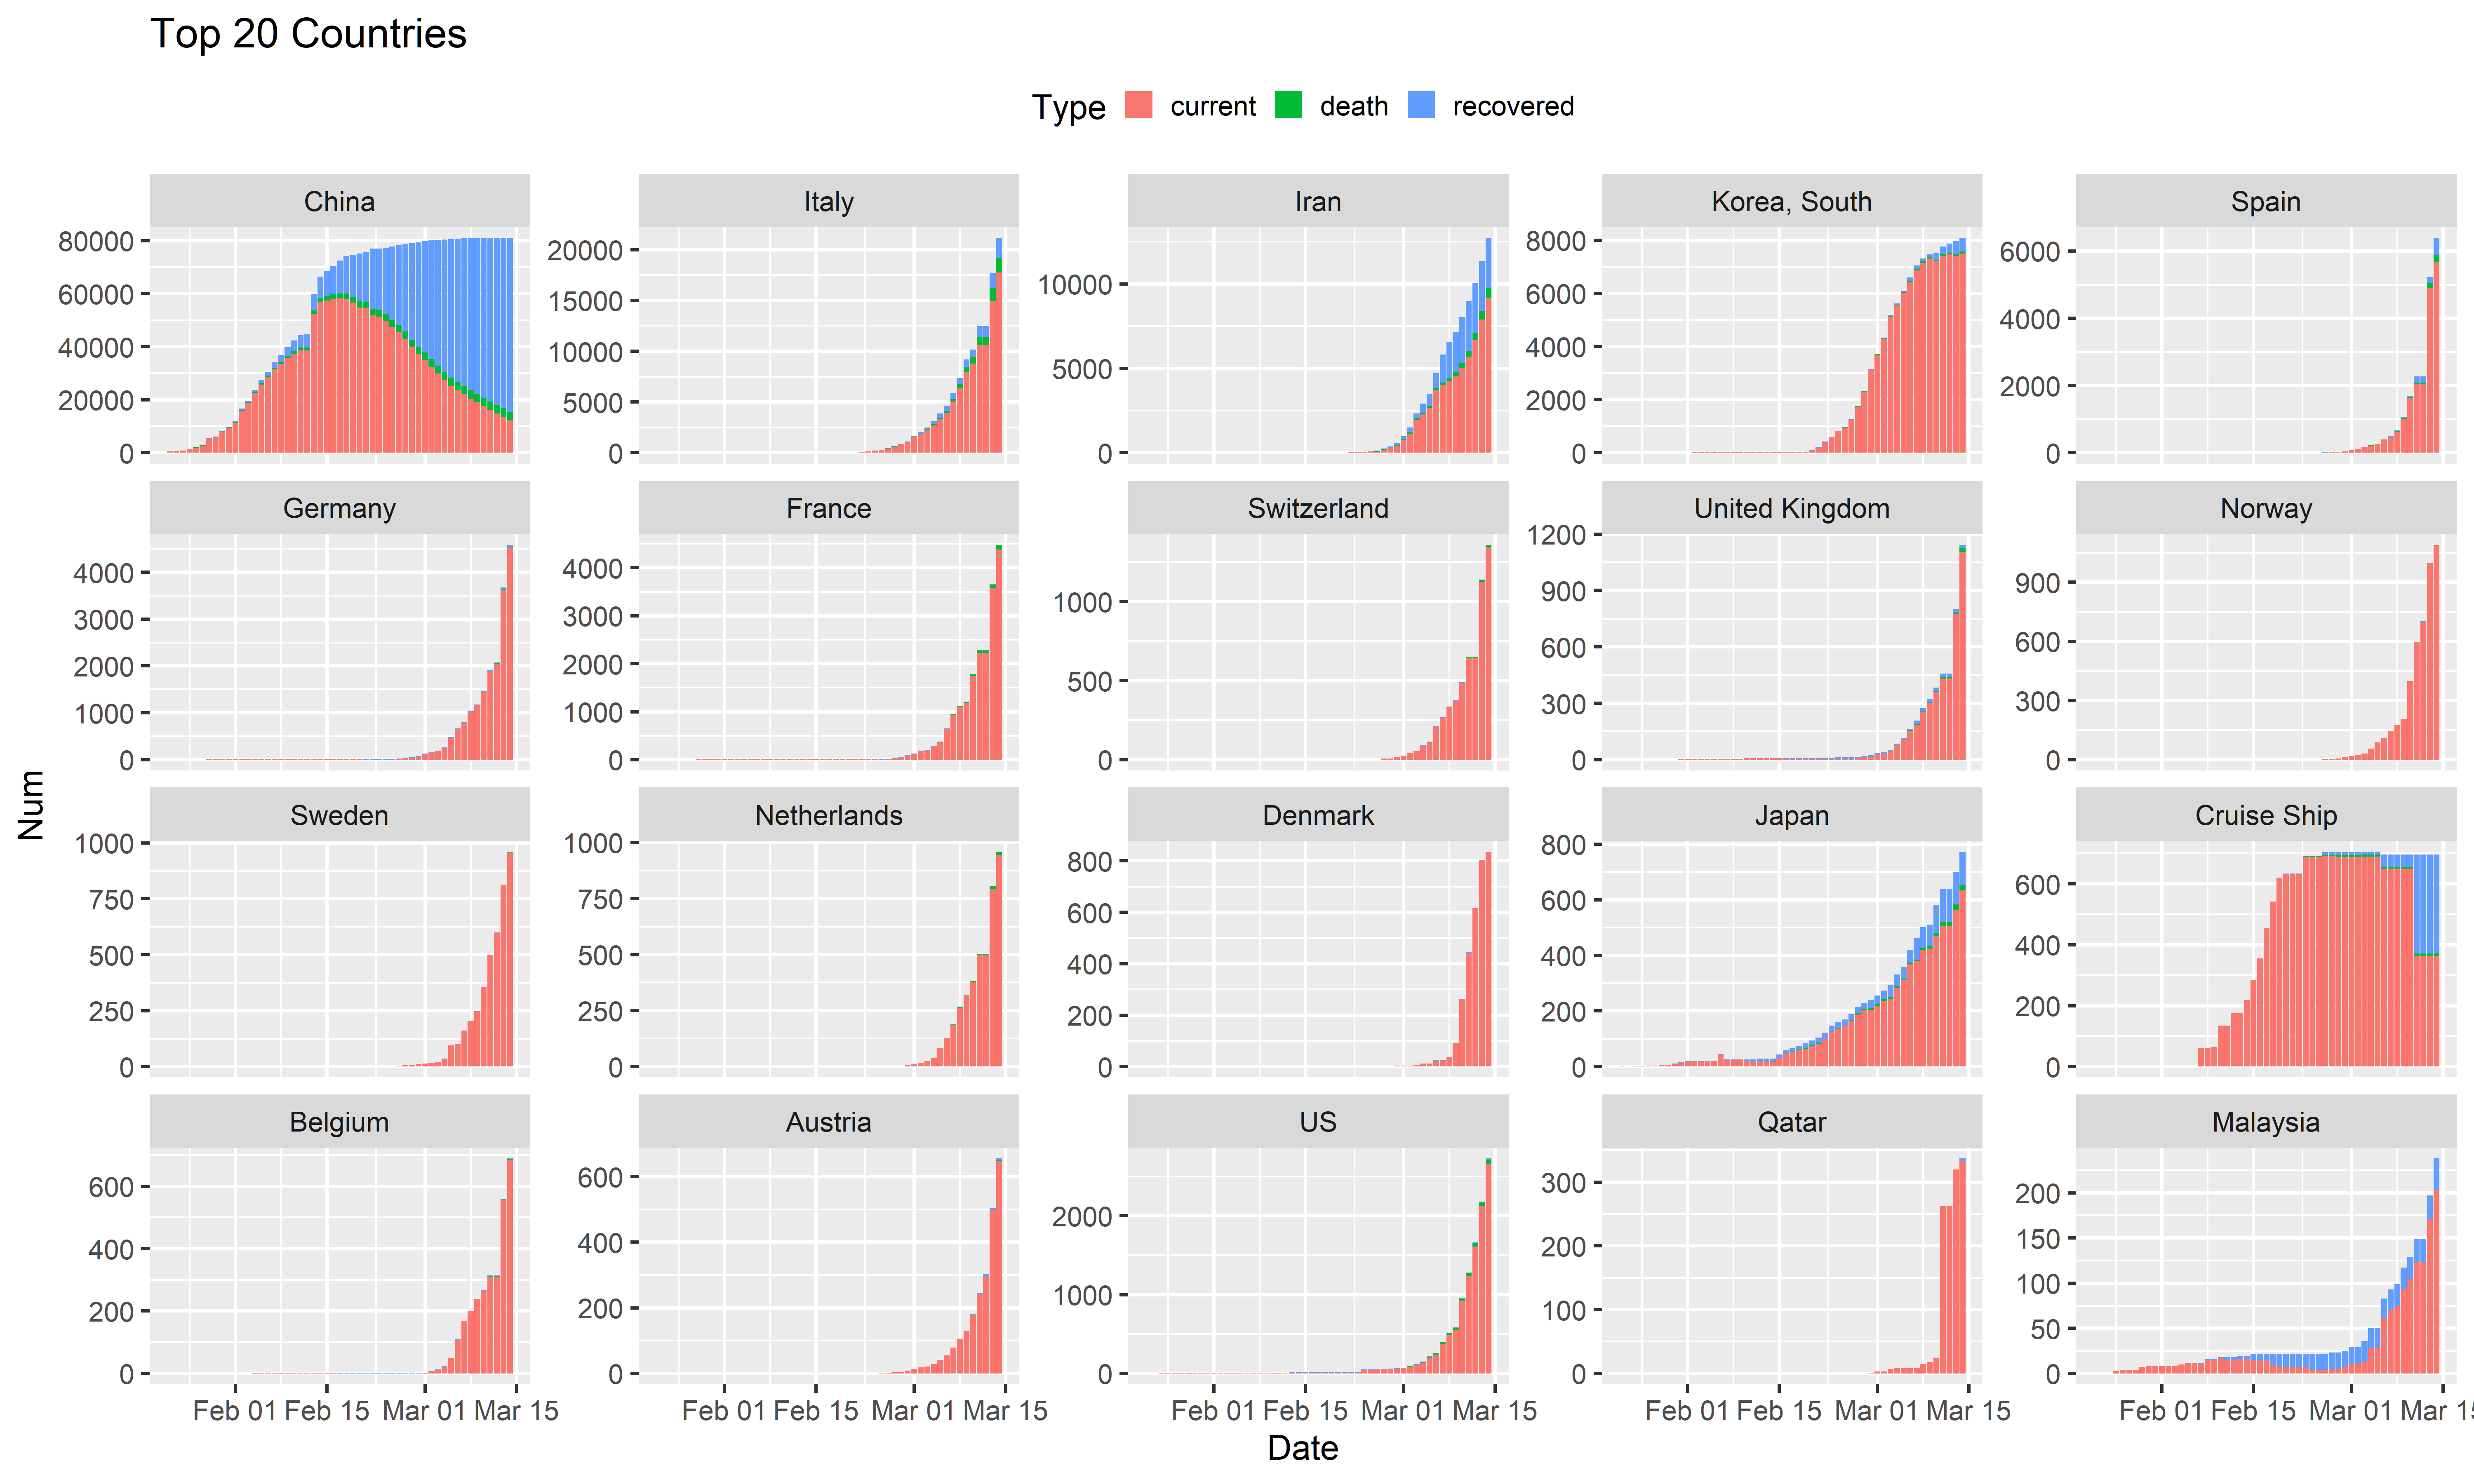 Top 20 Countries
Type current death recovered
China Italy Iran Korea, South Spain
80000 60000 40000 20000 0
20000 15000 10000 5000 0
10000 5000 0
8000 6000 4000 2000 0
6000 4000 2000 0
Germany France Switzerland United Kingdom Norway
4000 3000 2000 1000 0
4000 3000 2000 1000 0
1000 500 0
1200 900 600 300 0
900 600 300 0
Num
Sweden Netherlands Denmark Japan Cruise Ship
1000 750 500 250 0
1000 750 500 250 0
800 600 400 200 0
800 600 400 200 0
600 400 200 0
Belgium Austria US Qatar Malaysia
600 400 200 0
600 400 200 0
2000 1000 0
300 200 100 0
200 150 100 50 0
Feb 01 Feb 15 Mar 01 Mar 15 Feb 01 Feb 15 Mar 01 Mar 15 Feb 01 Feb 15 Mar 01 Mar 15 Feb 01 Feb 15 Mar 01 Mar 15 Feb 01 Feb 15 Mar 01 Mar 15
Date